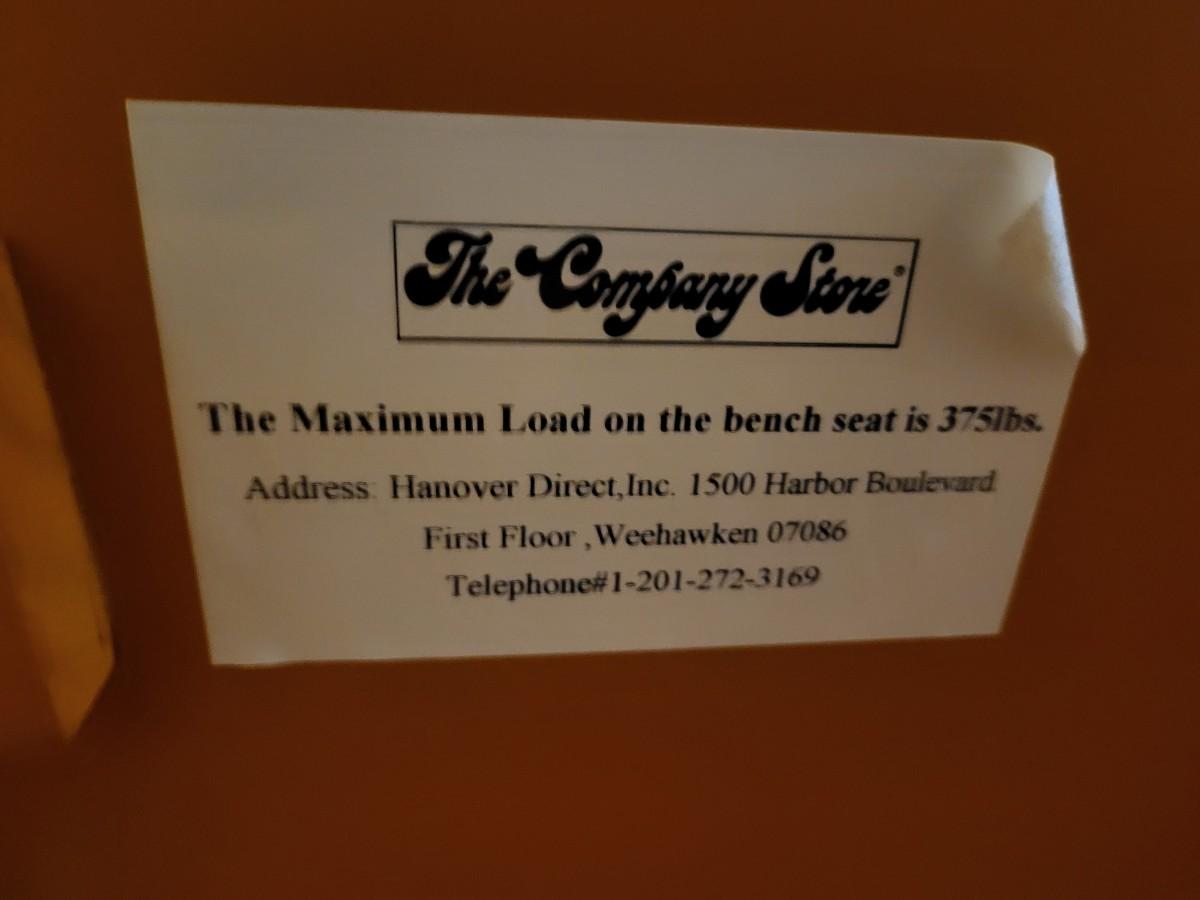 The Company Store®
The Maximum Load on the bench seat is 375lbs.
Address: Hanover Direct,Inc. 1500 Harbor Boulevard
First Floor ,Weehawken 07086
Telephone#1-201-272-3169